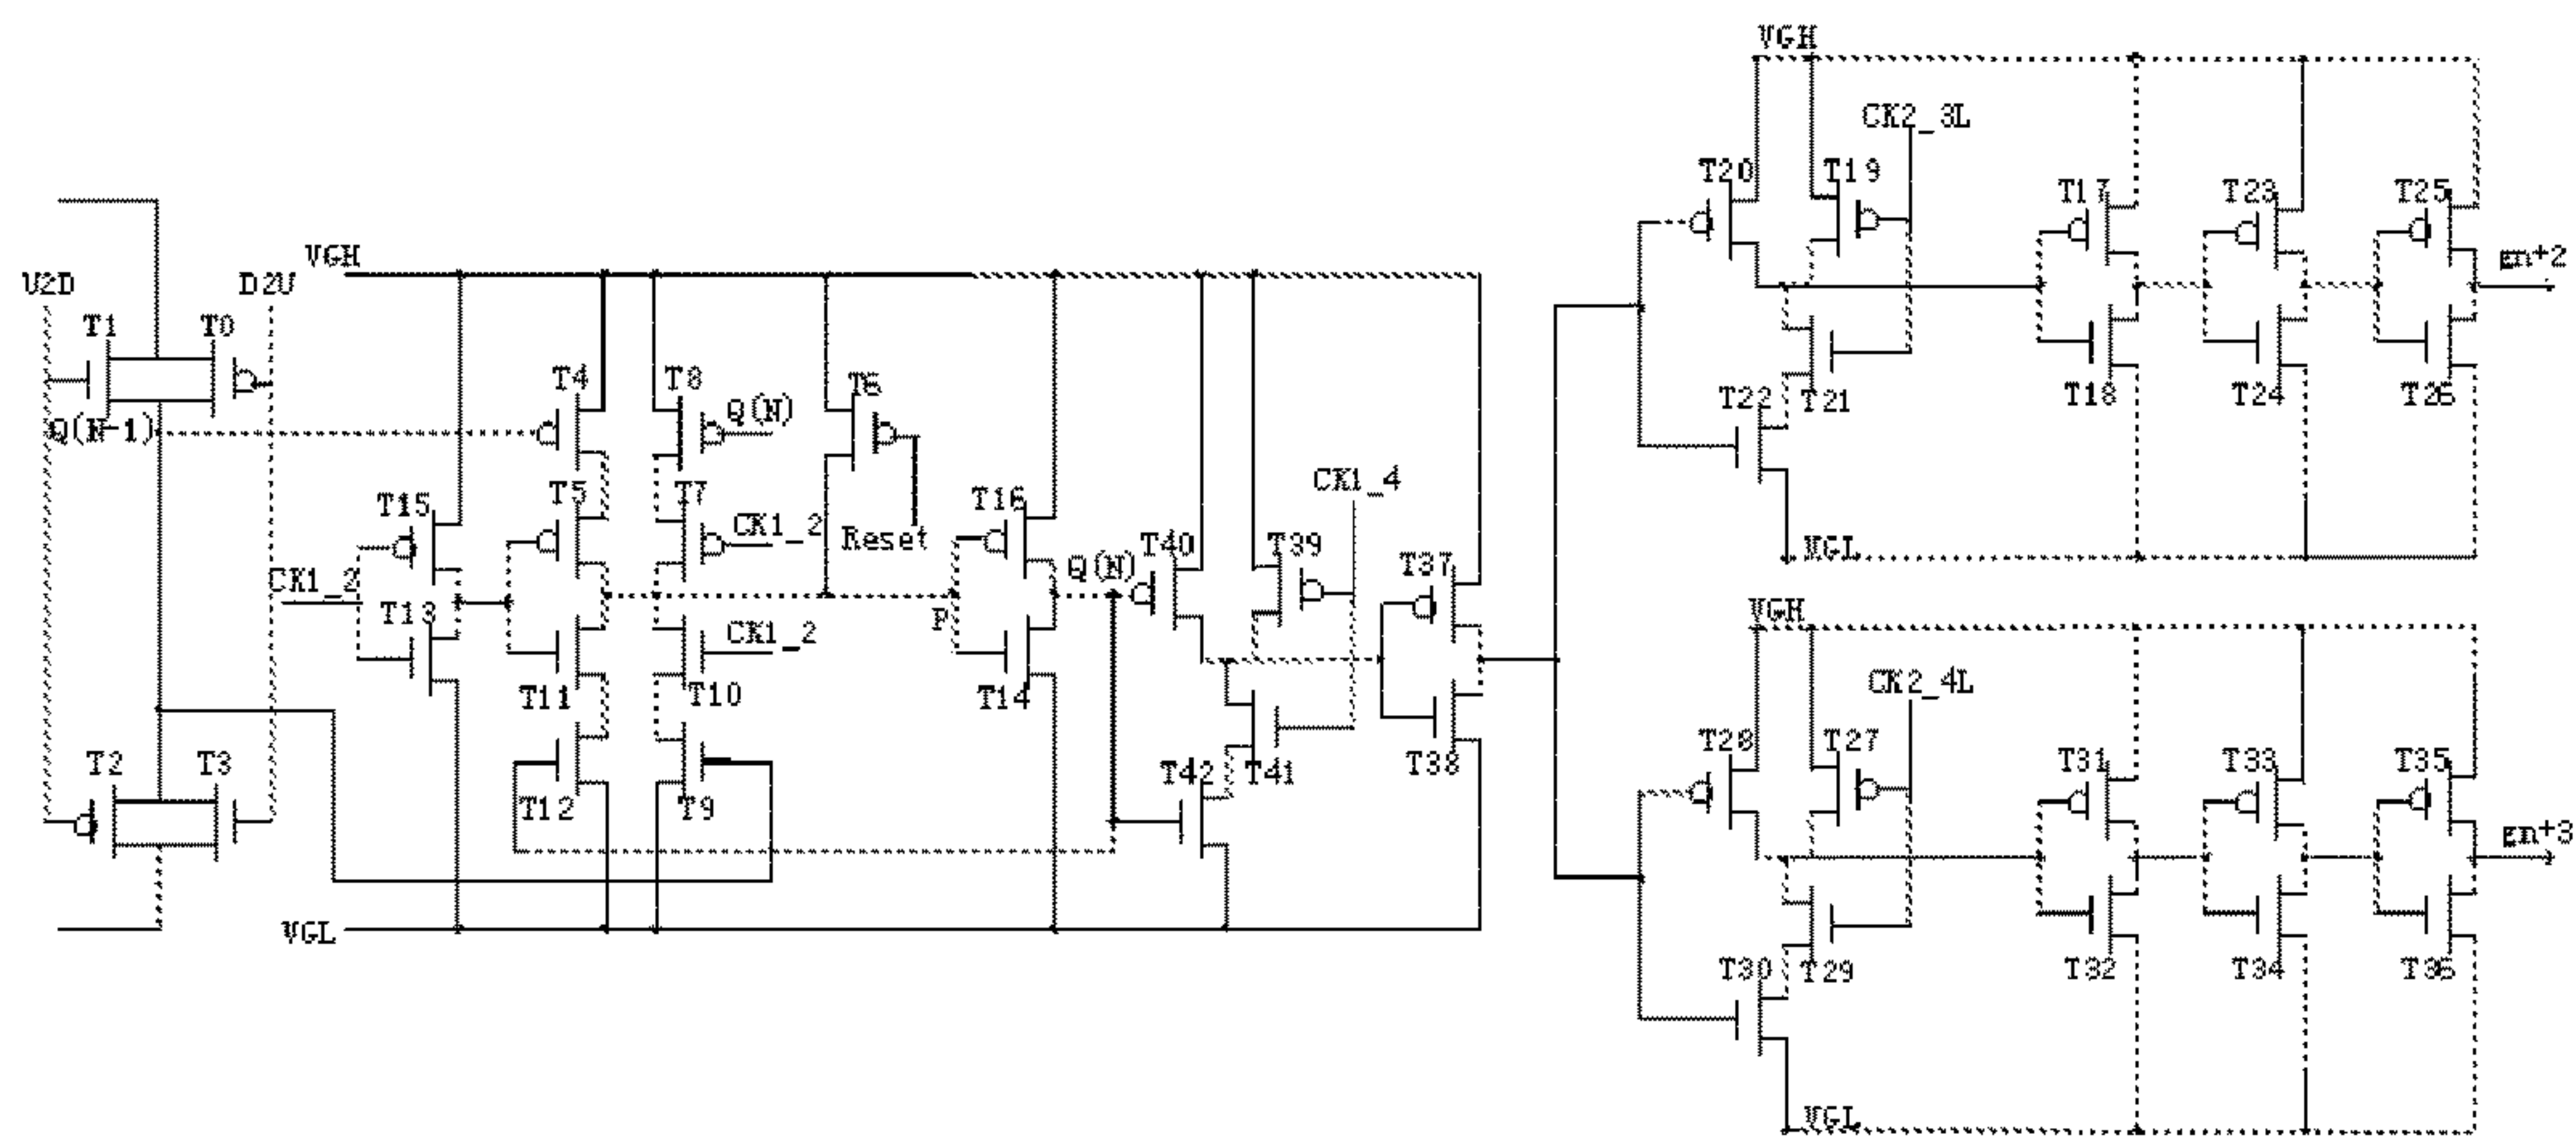 VGH
CK2_3L
T20
T19
T17
T23
T25
gn+2
T22
T21
T18
T24
T26
VGL
U2D
D2U
VGH
T1
T0
Q(N-1)
T4
T8
Q(N)
T6
T15
T5
T7
CK1_2
Reset
T16
CK1_4
CK1_2
T13
Q(N)
T40
T39
T37
P
CK1_2
T11
T10
T14
T2
T3
T12
T9
T42
T41
T38
VGL
VGH
CK2_4L
T28
T27
T31
T33
T35
gn+3
T30
T29
T32
T34
T36
VGL